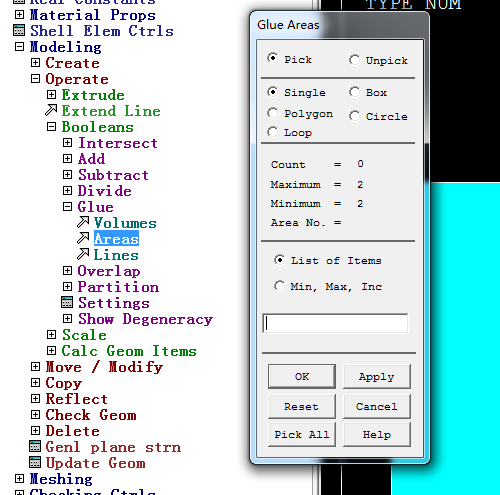 Real Constants
Material Props
Shell Elem Ctrls
Modeling
Create
Operate
Extrude
Extend Line
Booleans
Intersect
Add
Subtract
Divide
Glue
Volumes
Areas
Lines
Overlap
Partition
Settings
Show Degeneracy
Scale
Calc Geom Items
Move / Modify
Copy
Reflect
Check Geom
Delete
Genl plane strn
Update Geom
Meshing
Checking Ctrls
TYPE NUM
Glue Areas
Pick Unpick
Single Box
Polygon Circle
Loop
Count = 0
Maximum = 2
Minimum = 2
Area No. =
List of Items
Min, Max, Inc
OK Apply
Reset Cancel
Pick All Help